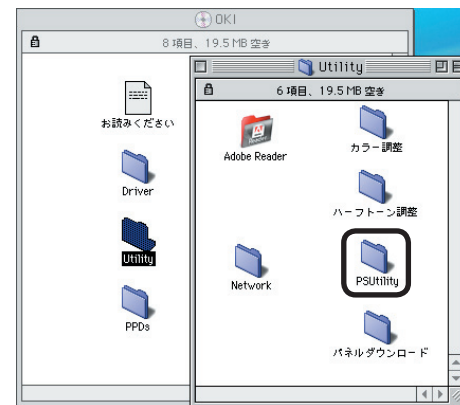 OKI
8 項目、19.5 MB 空き
お読みください
Driver
Utility
PPDs
Utility
6 項目、19.5 MB 空き
Adobe Reader
カラー調整
ハーフトーン調整
Network
PSUtility
パネルダウンロード